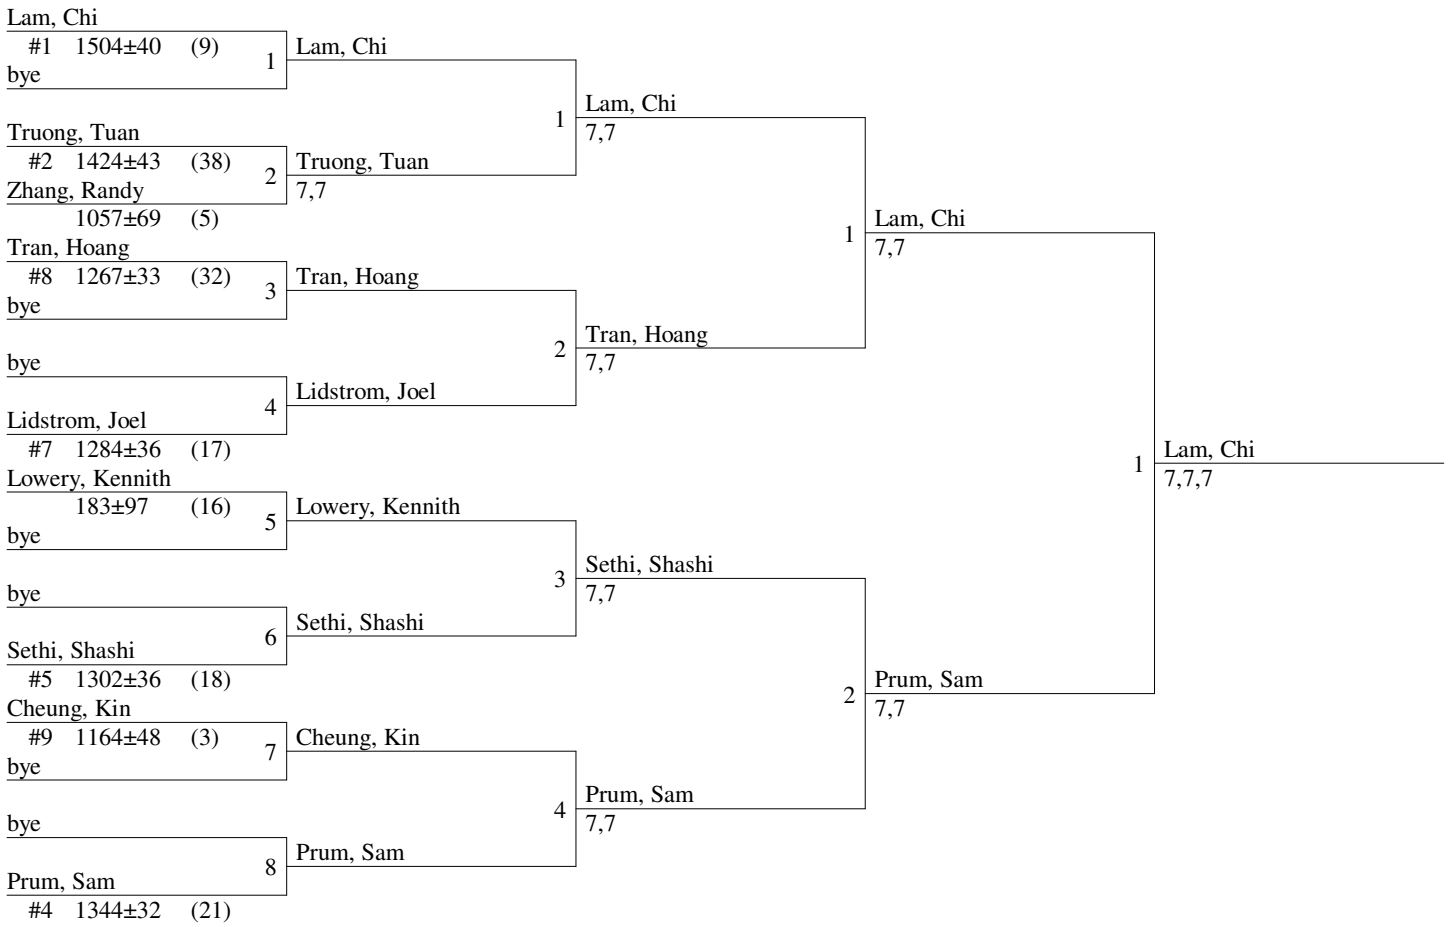 Lam, Chi
#1 1504±40 (9)
bye
1
Truong, Tuan
#2 1424±43 (38)
Zhang, Randy
1057±69 (5)
2
Tran, Hoang
#8 1267±33 (32)
bye
3
bye
Lidstrom, Joel
#7 1284±36 (17)
4
Lowery, Kennith
183±97 (16)
bye
5
bye
Sethi, Shashi
#5 1302±36 (18)
6
Cheung, Kin
#9 1164±48 (3)
bye
7
bye
Prum, Sam
#4 1344±32 (21)
8
Lam, Chi
Truong, Tuan
7,7
1
Tran, Hoang
Lidstrom, Joel
2
Lowery, Kennith
Sethi, Shashi
3
Cheung, Kin
Prum, Sam
4
Lam, Chi
7,7
Tran, Hoang
7,7
1
Sethi, Shashi
7,7
Prum, Sam
7,7
2
Lam, Chi
7,7
Prum, Sam
7,7
1
Lam, Chi
7,7,7